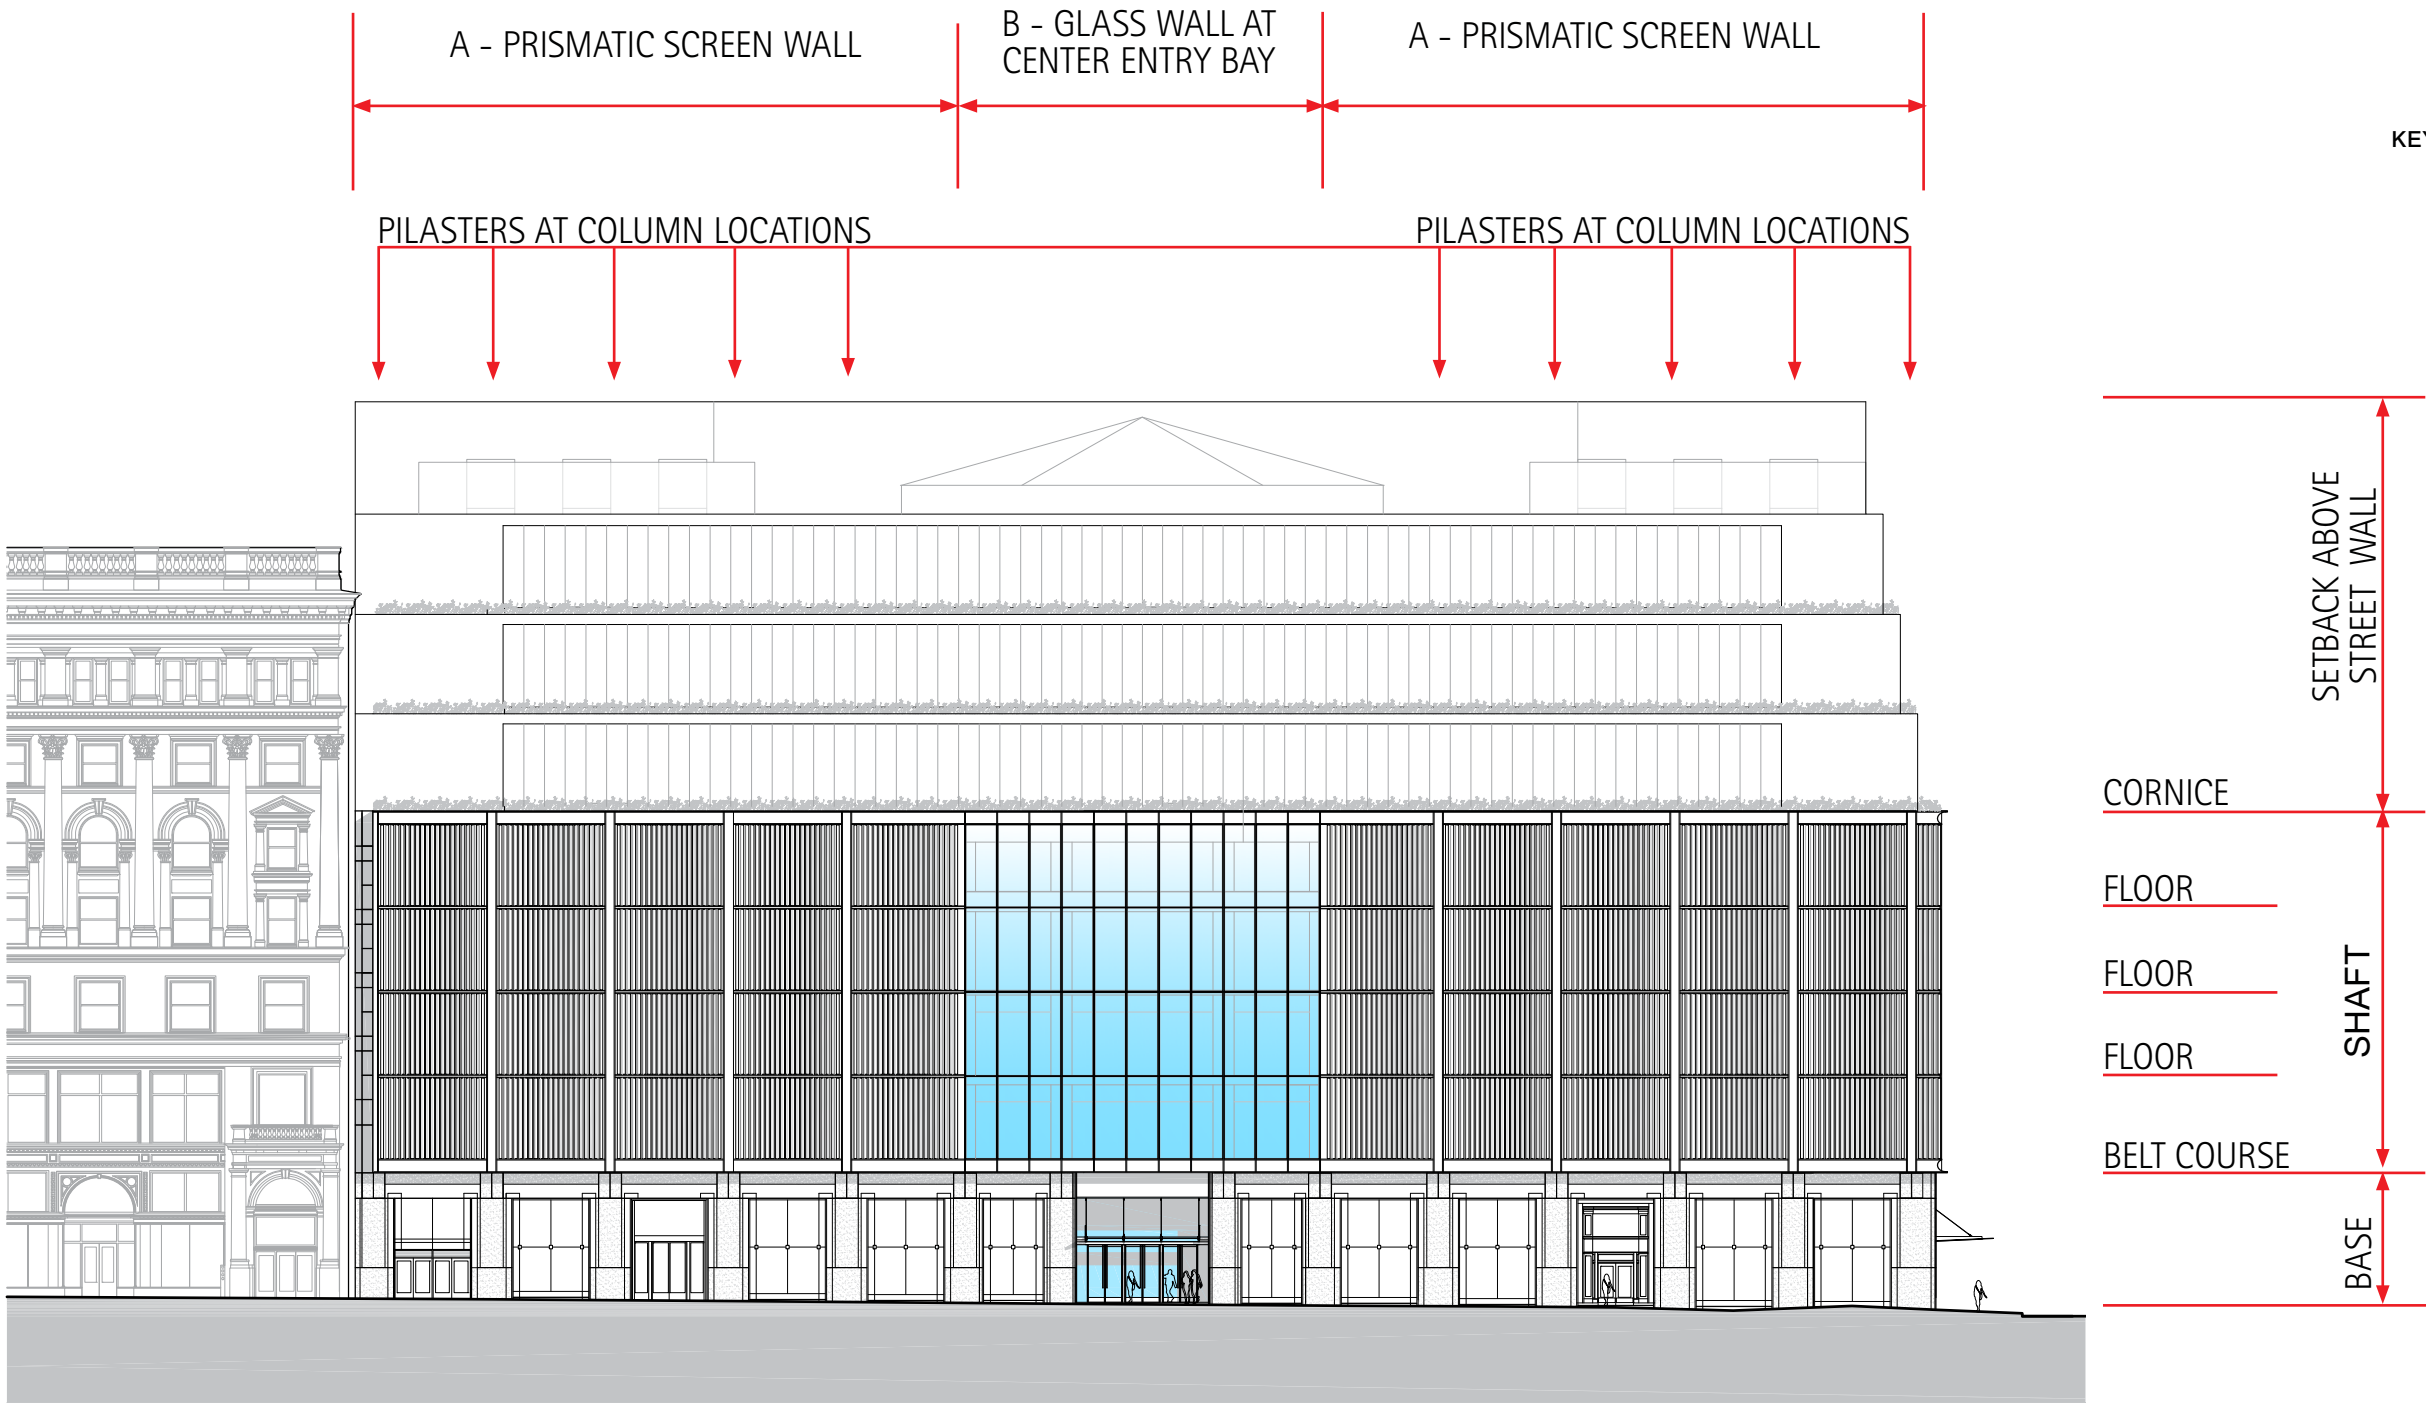 A - PRISMATIC SCREEN WALL
B - GLASS WALL AT
CENTER ENTRY BAY
A - PRISMATIC SCREEN WALL
KEY
PILASTERS AT COLUMN LOCATIONS
PILASTERS AT COLUMN LOCATIONS
SETBACK ABOVE
STREET WALL
CORNICE
FLOOR
FLOOR
SHAFT
FLOOR
BELT COURSE
BASE